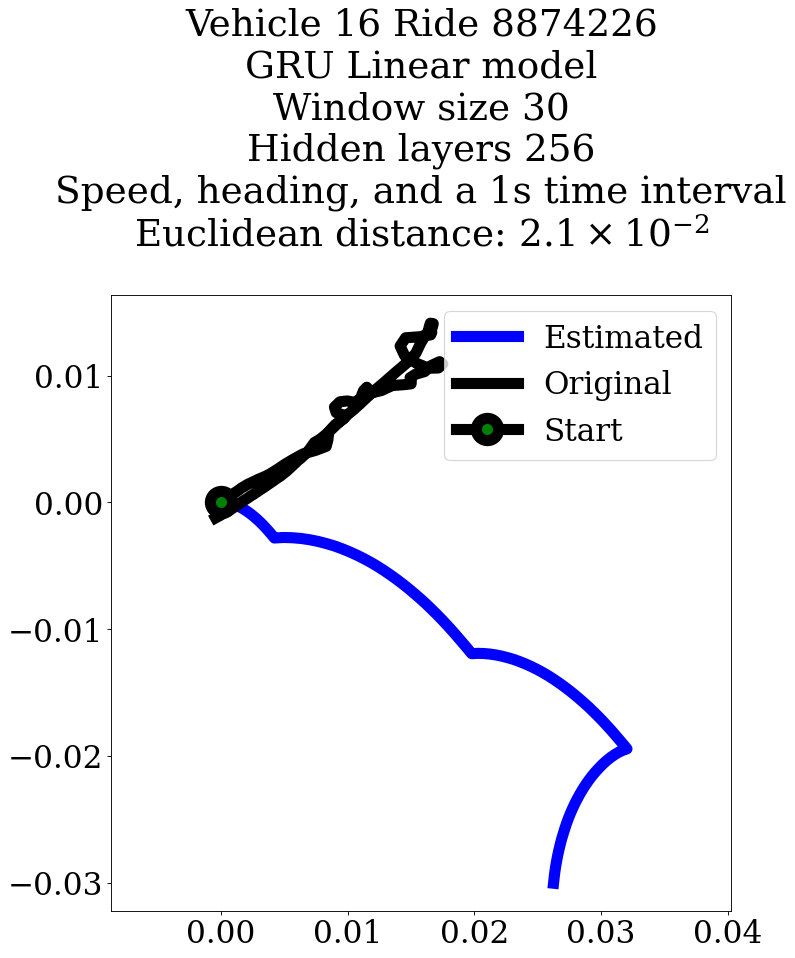 Vehicle 16 Ride 8874226
GRU Linear model
Window size 30
Hidden layers 256
Speed, heading, and a 1s time interval
Euclidean distance: 2.1 × 10⁻²
Estimated
Original
Start
0.01
0.00
−0.01
−0.02
−0.03
0.00 0.01 0.02 0.03 0.04